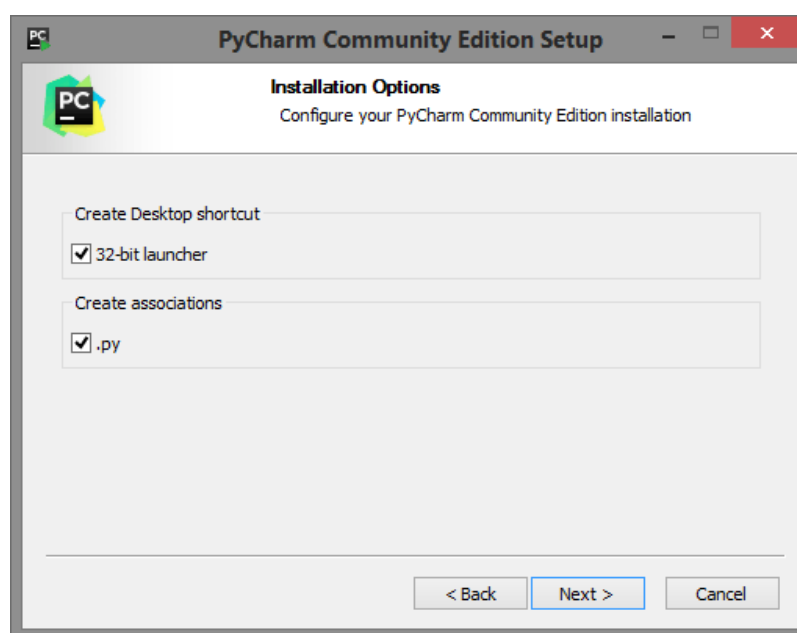 PC
PyCharm Community Edition Setup
PC
Installation Options
Configure your PyCharm Community Edition installation
Create Desktop shortcut
32-bit launcher
Create associations
.py
< Back
Next >
Cancel